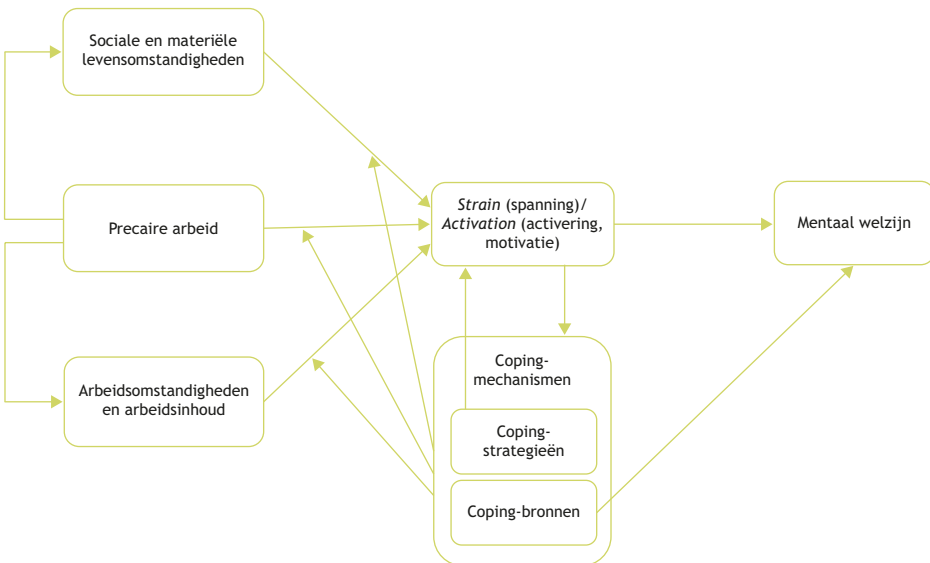 Sociale en materiële
levensomstandigheden
Precaire arbeid
Strain (spanning)/
Activation (activering,
motivatie)
Mentaal welzijn
Arbeidsomstandigheden
en arbeidsinhoud
Coping-
mechanismen
Coping-
strategieën
Coping-bronnen